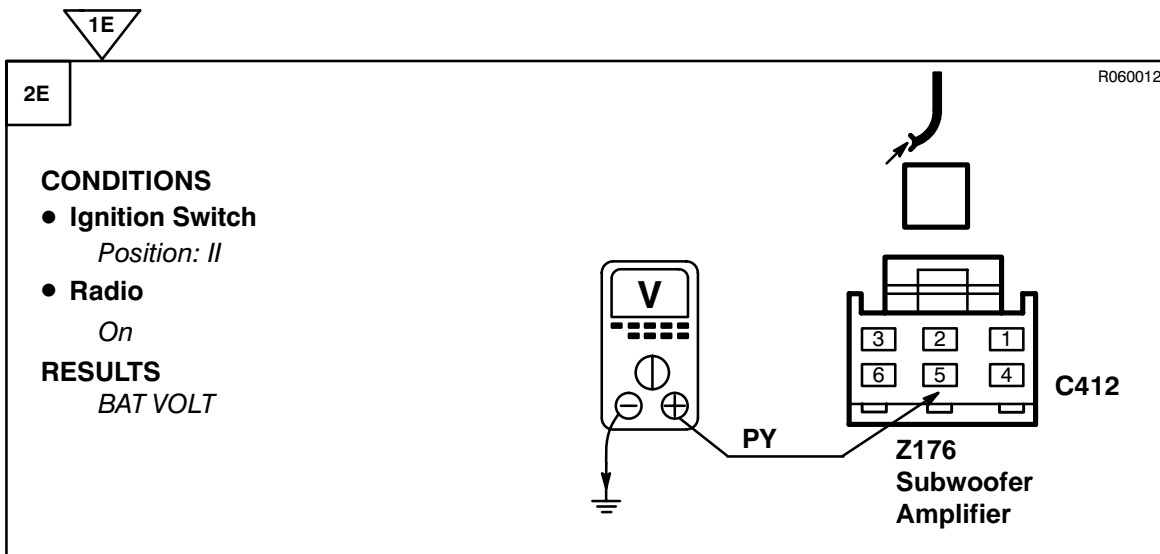 1E
2E
R060012
CONDITIONS
• Ignition Switch
Position: II
• Radio
On
RESULTS
BAT VOLT
V
PY
3 2 1
6 5 4
C412
Z176
Subwoofer
Amplifier